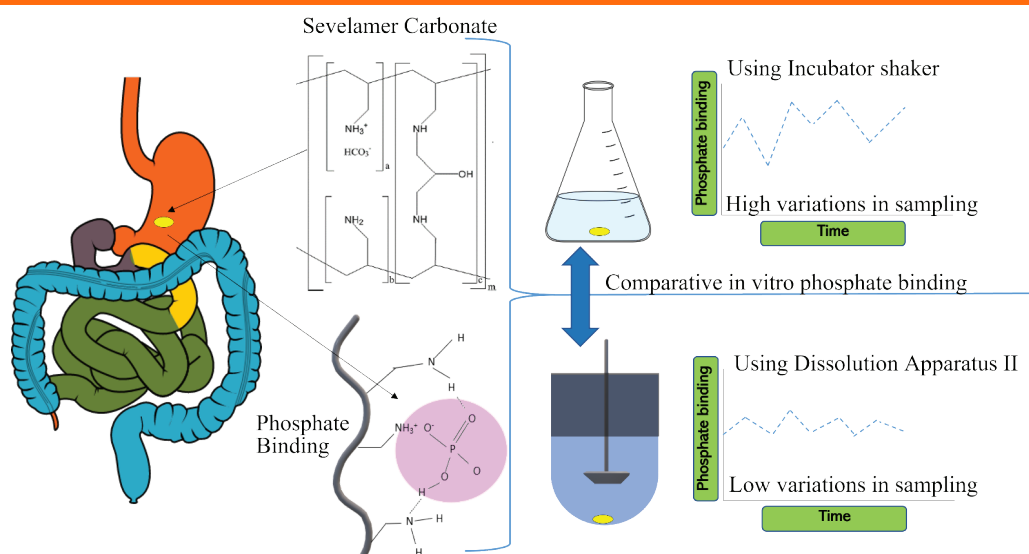 Sevelamer Carbonate
NH3+
HCO3-
a
NH
OH
NH2
NH
b
c
m
Phosphate
Binding
H
N
H
NH3+
O-
O
P
O
O
H
N
H
H
Phosphate binding
Using Incubator shaker
High variations in sampling
Time
Comparative in vitro phosphate binding
Phosphate binding
Using Dissolution Apparatus II
Low variations in sampling
Time